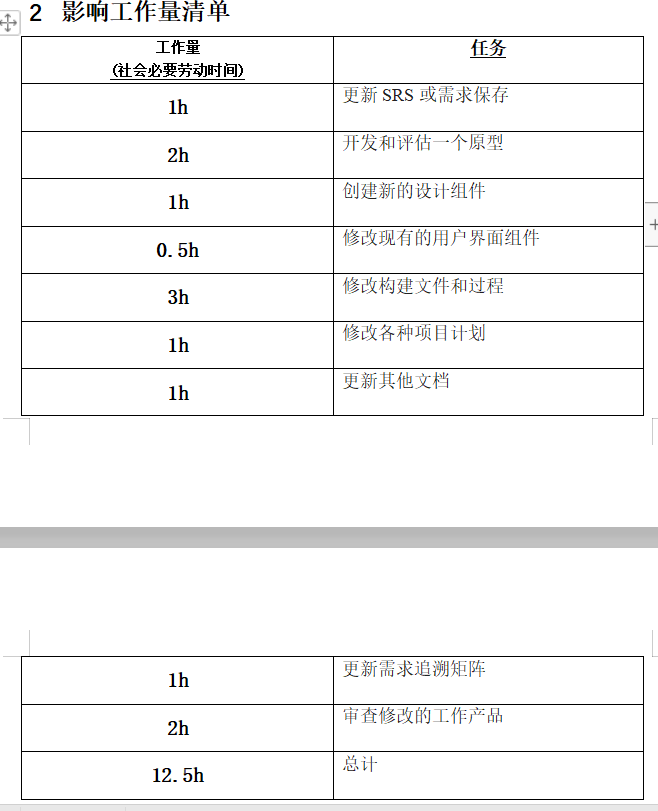 2 影响工作量清单
工作量
(社会必要劳动时间)
任务
1h
更新 SRS 或需求保存
2h
开发和评估一个原型
1h
创建新的设计组件
0.5h
修改现有的用户界面组件
3h
修改构建文件和过程
1h
修改各种项目计划
1h
更新其他文档
1h
更新需求追溯矩阵
2h
审查修改的工作产品
12.5h
总计